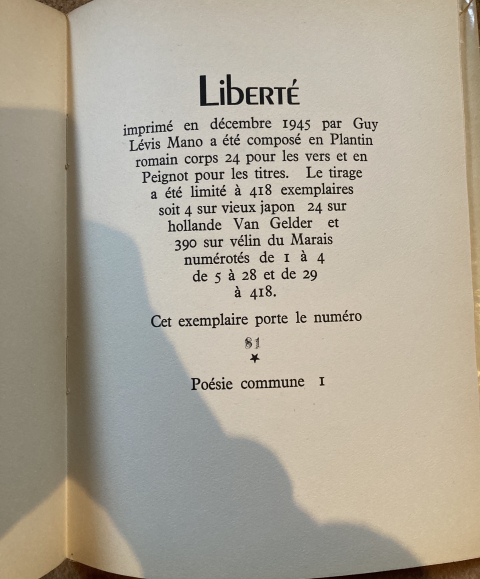 Liberté
imprimé en décembre 1945 par Guy
Lévis Mano a été composé en Plantin
romain corps 24 pour les vers et en
Peignot pour les titres. Le tirage
a été limité à 418 exemplaires
soit 4 sur vieux japon 24 sur
hollande Van Gelder et
390 sur vélin du Marais
numérotés de 1 à 4
de 5 à 28 et de 29
à 418.
Cet exemplaire porte le numéro
81
★
Poésie commune 1